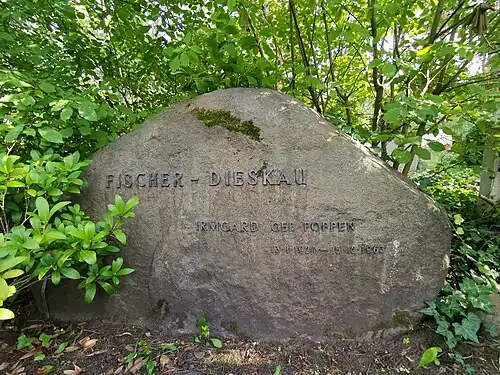 FISCHER - DIESKAU
IRMGARD GEB. POPPEN